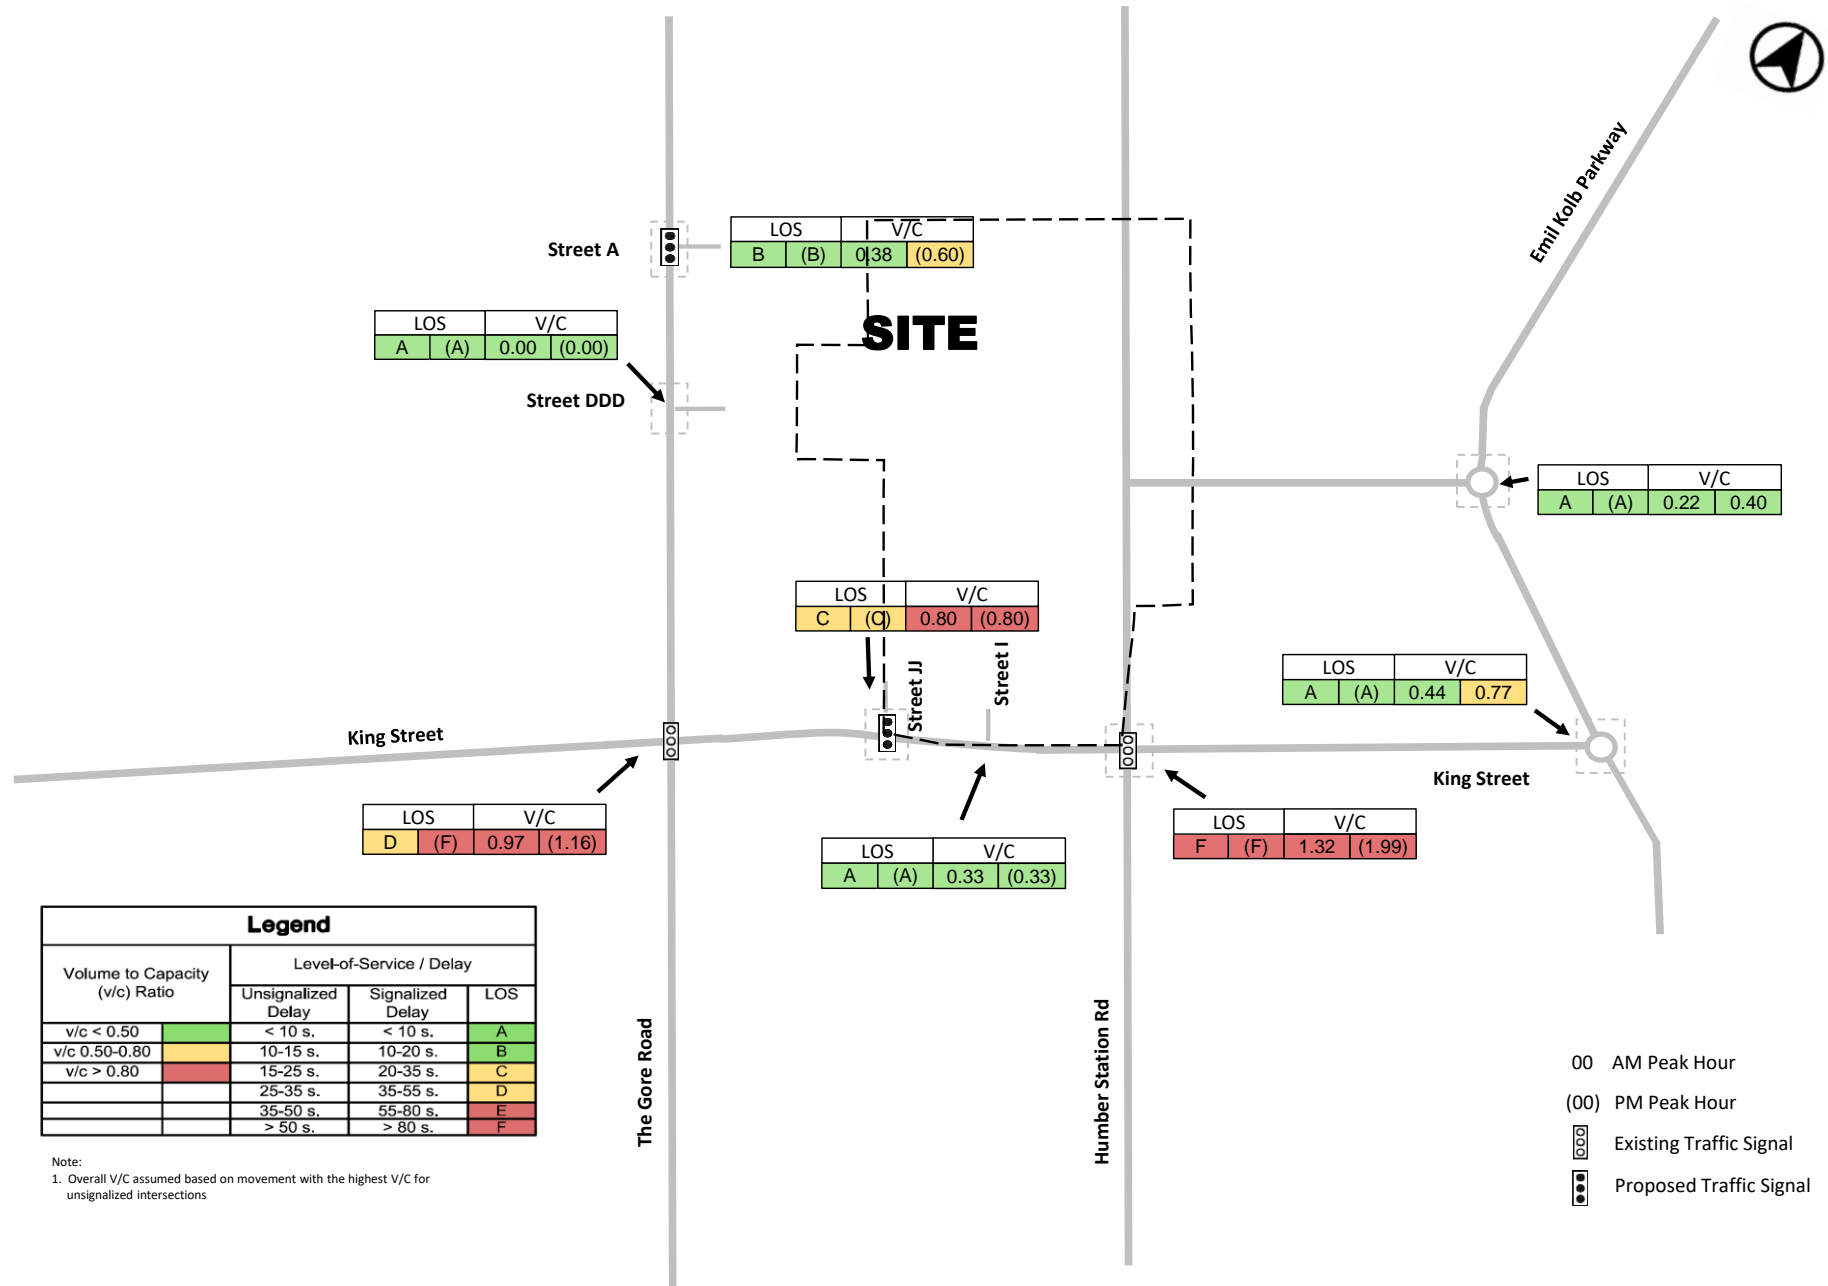 Emil Kolb Parkway
Street A
LOS V/C
B (B) 0.38 (0.60)
SITE
LOS V/C
A (A) 0.00 (0.00)
Street DDD
LOS V/C
A (A) 0.22 0.40
LOS V/C
C (C) 0.80 (0.80)
Street JJ
Street I
LOS V/C
A (A) 0.44 0.77
King Street
King Street
LOS V/C
D (F) 0.97 (1.16)
LOS V/C
A (A) 0.33 (0.33)
LOS V/C
F (F) 1.32 (1.99)
The Gore Road
Humber Station Rd
Legend
Volume to Capacity
(v/c) Ratio
Level-of-Service / Delay
Unsignalized
Delay
Signalized
Delay
LOS
v/c < 0.50 < 10 s. < 10 s. A
v/c 0.50-0.80 10-15 s. 10-20 s. B
v/c > 0.80 15-25 s. 20-35 s. C
25-35 s. 35-55 s. D
35-50 s. 55-80 s. E
> 50 s. > 80 s. F
Note:
1. Overall V/C assumed based on movement with the highest V/C for
unsignalized intersections
00 AM Peak Hour
(00) PM Peak Hour
Existing Traffic Signal
Proposed Traffic Signal